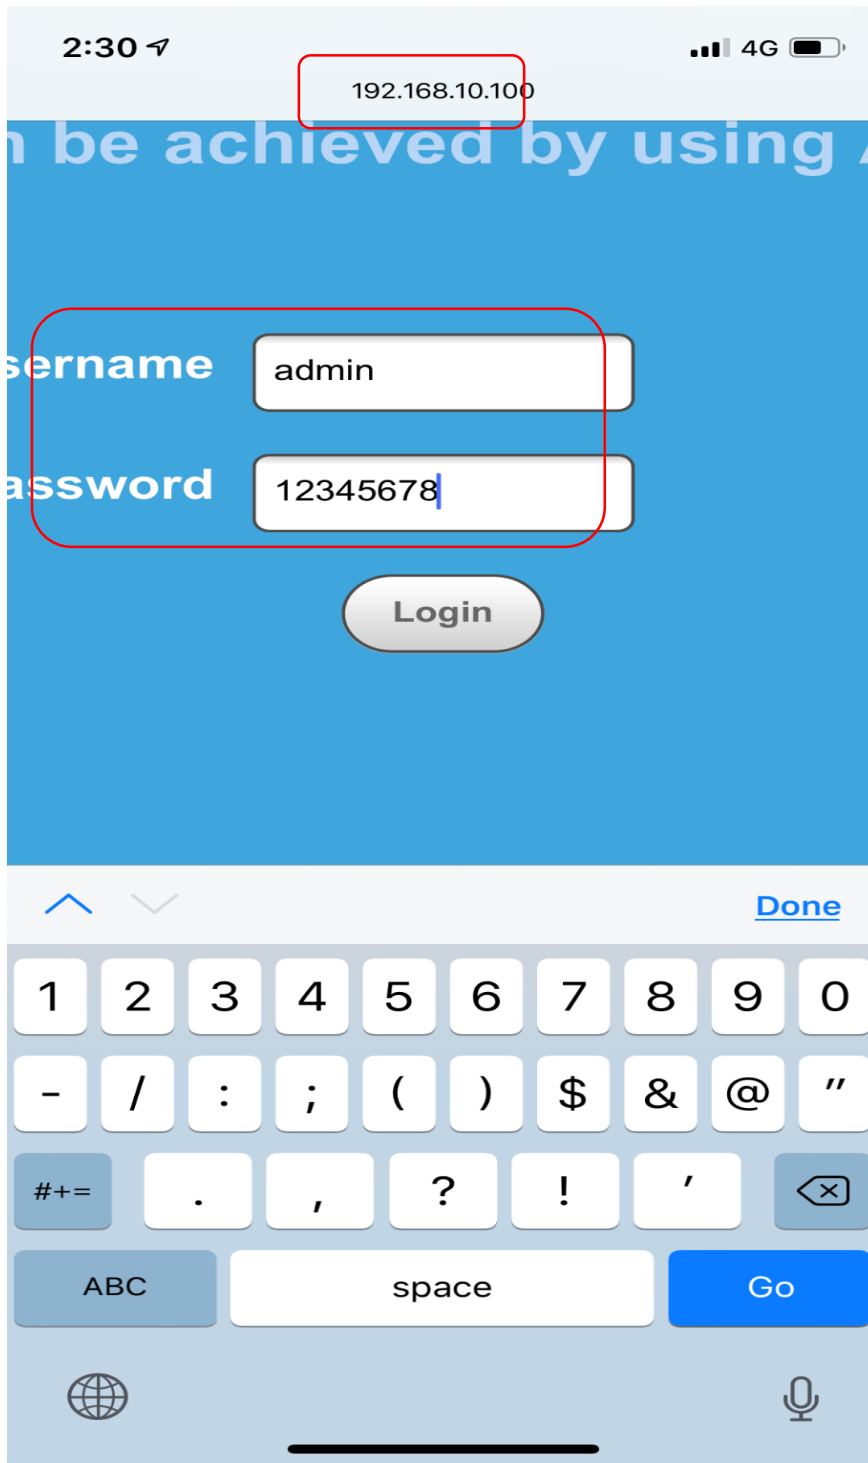 2:30 4G
192.168.10.100
be achieved by using
sername admin
assword 12345678
Login
Done
1 2 3 4 5 6 7 8 9 0
- / : ; ( ) $ & @ "
#+= . , ? ! '
ABC space Go